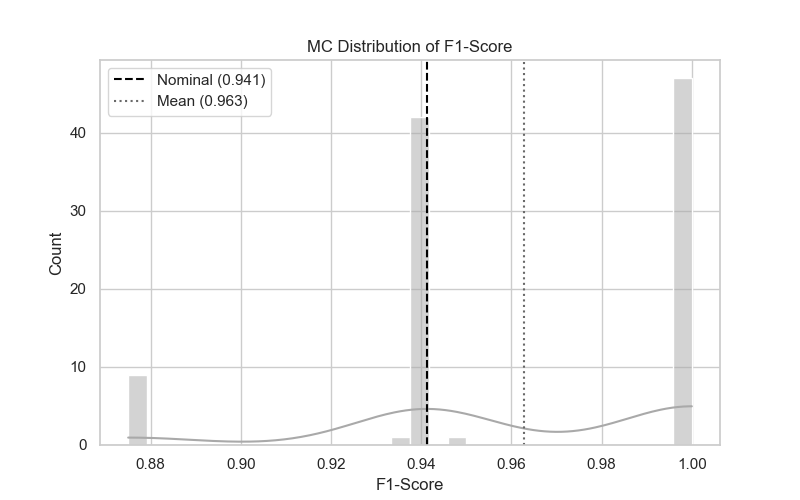 MC Distribution of F1-Score
Nominal (0.941)
Mean (0.963)
Count
40
30
20
10
0
0.88 0.90 0.92 0.94 0.96 0.98 1.00
F1-Score